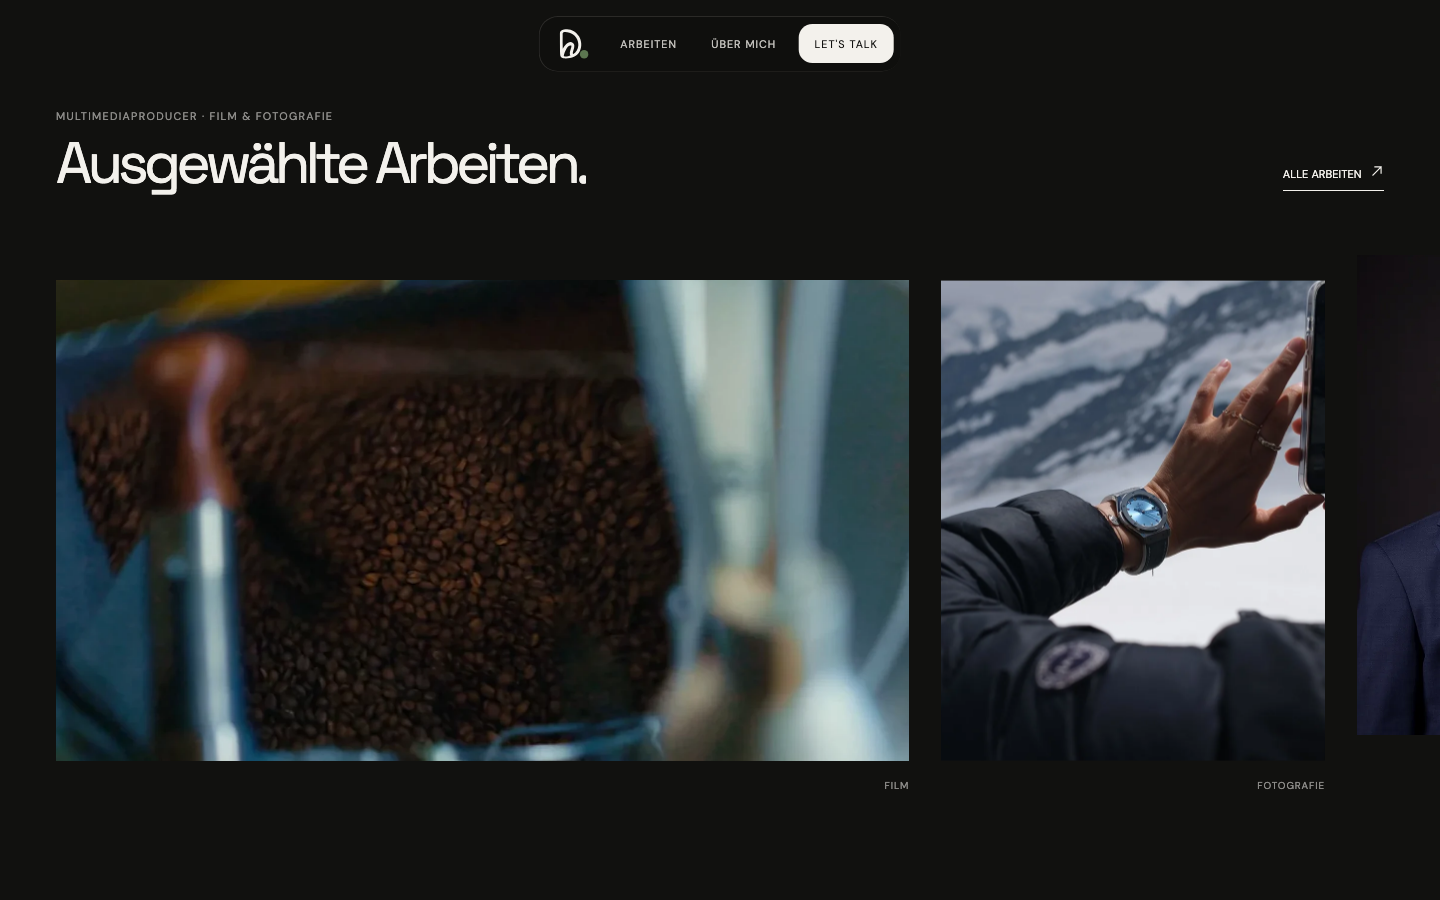 ARBEITEN
ÜBER MICH
LET'S TALK
MULTIMEDIAPRODUCER · FILM & FOTOGRAFIE
Ausgewählte Arbeiten.
ALLE ARBEITEN
FILM
FOTOGRAFIE